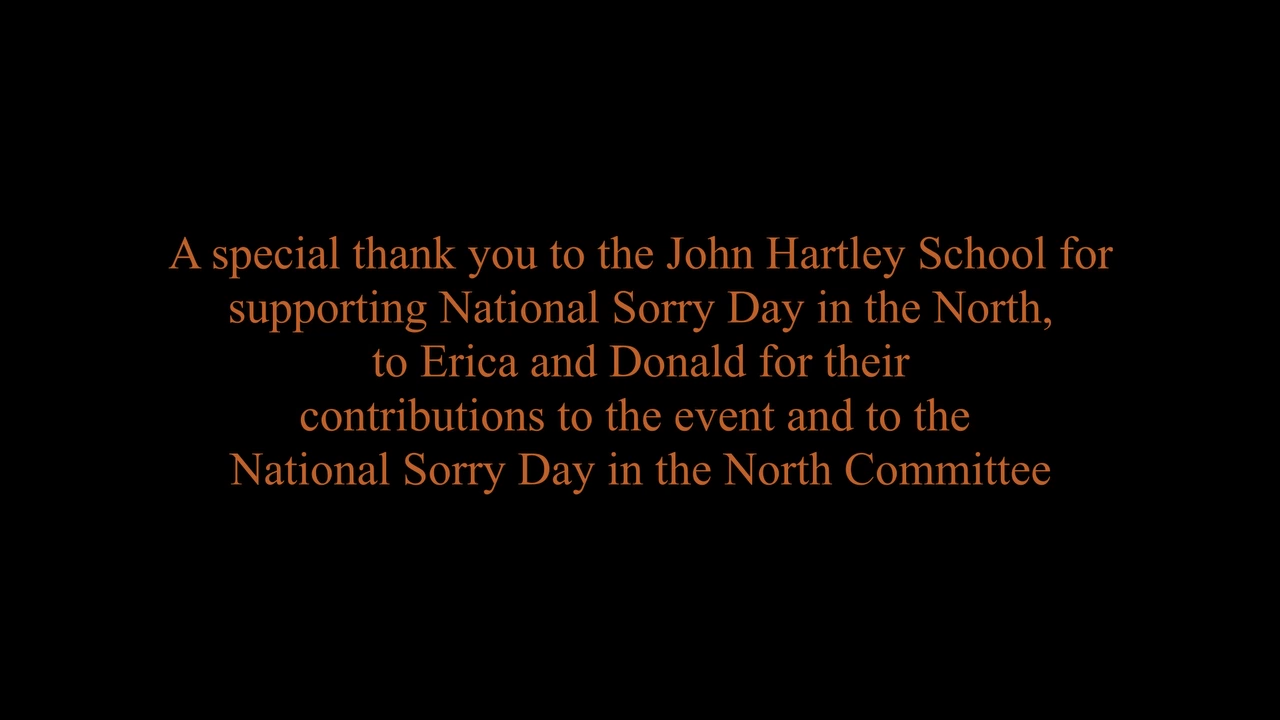 A special thank you to the John Hartley School for
supporting National Sorry Day in the North,
to Erica and Donald for their
contributions to the event and to the
National Sorry Day in the North Committee